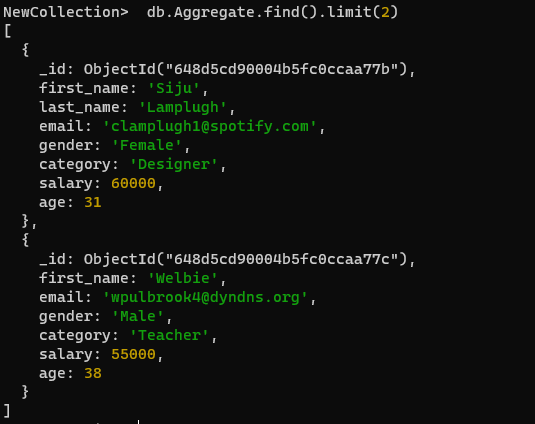 NewCollection>  db.Aggregate.find().limit(2)
[
  {
    _id: ObjectId("648d5cd90004b5fc0ccaa77b"),
    first_name: 'Siju',
    last_name: 'Lamplugh',
    email: 'clamplugh1@spotify.com',
    gender: 'Female',
    category: 'Designer',
    salary: 60000,
    age: 31
  },
  {
    _id: ObjectId("648d5cd90004b5fc0ccaa77c"),
    first_name: 'Welbie',
    email: 'wpulbrook4@dyndns.org',
    gender: 'Male',
    category: 'Teacher',
    salary: 55000,
    age: 38
  }
]